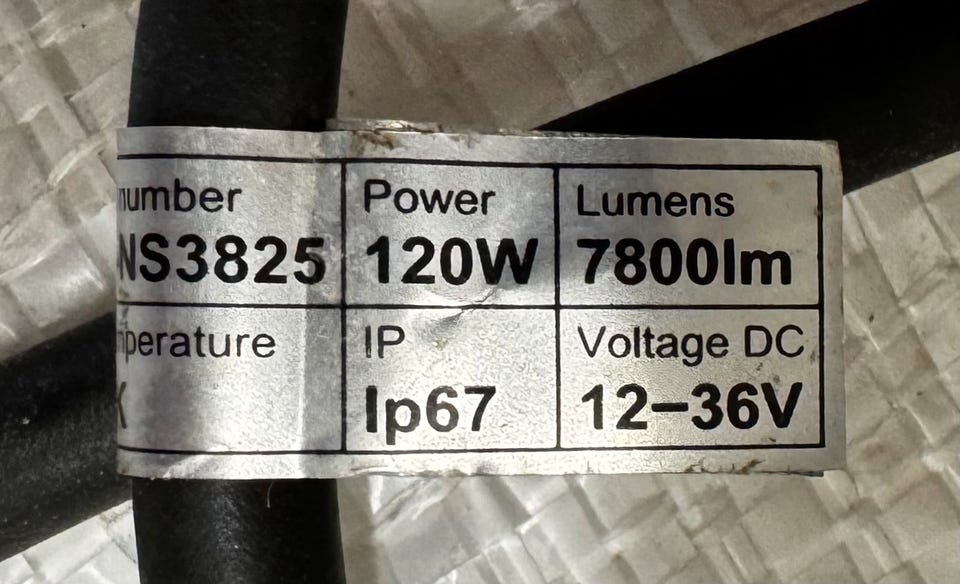 number Power Lumens
NS3825 120W 7800lm
perature IP Voltage DC
K Ip67 12-36V